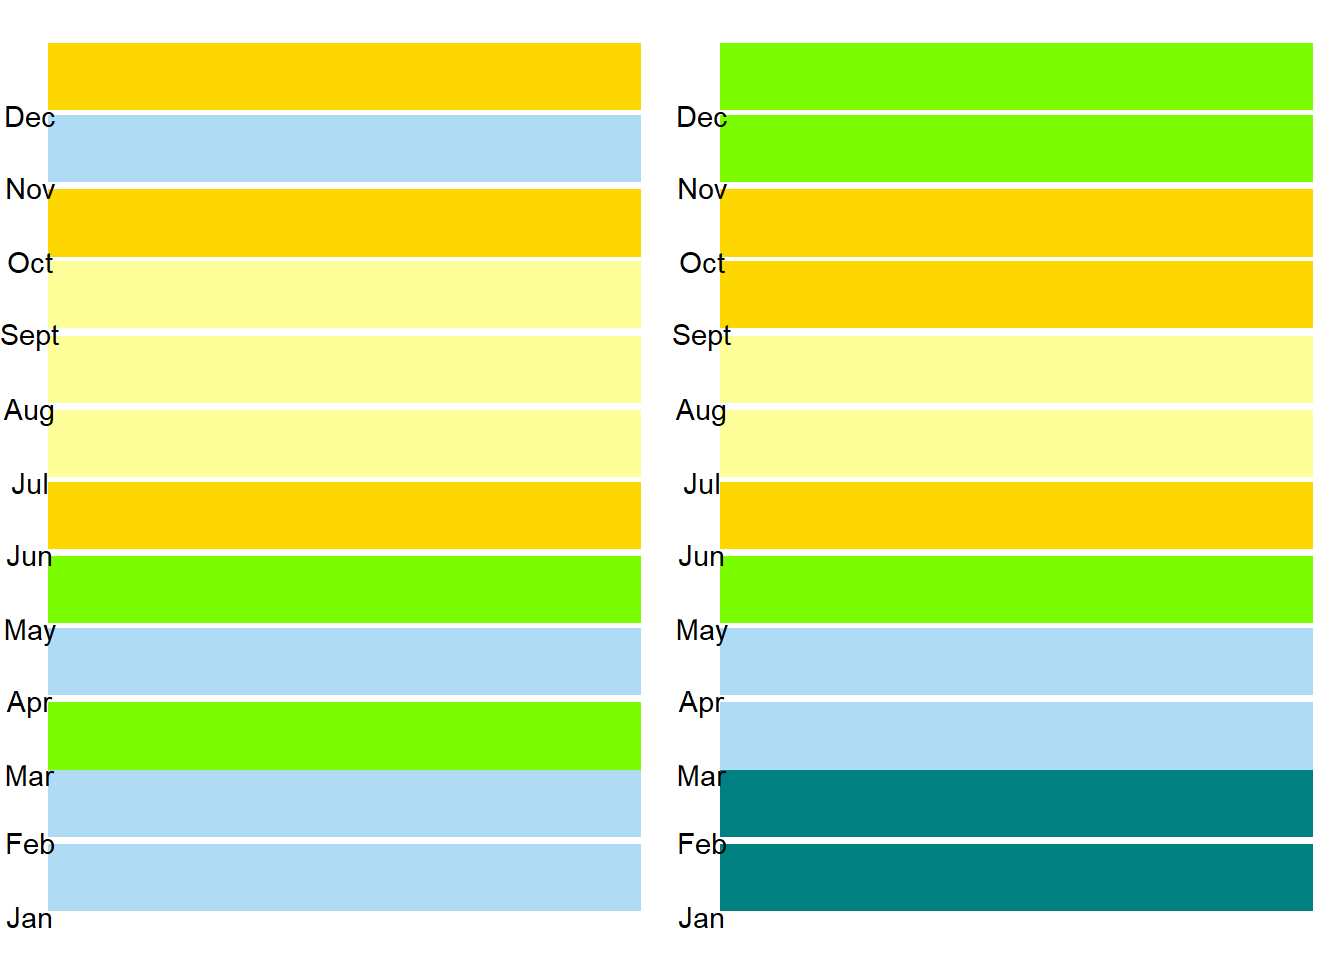 Dec
Nov
Oct
Sept
Aug
Jul
Jun
May
Apr
Mar
Feb
Jan
Dec
Nov
Oct
Sept
Aug
Jul
Jun
May
Apr
Mar
Feb
Jan